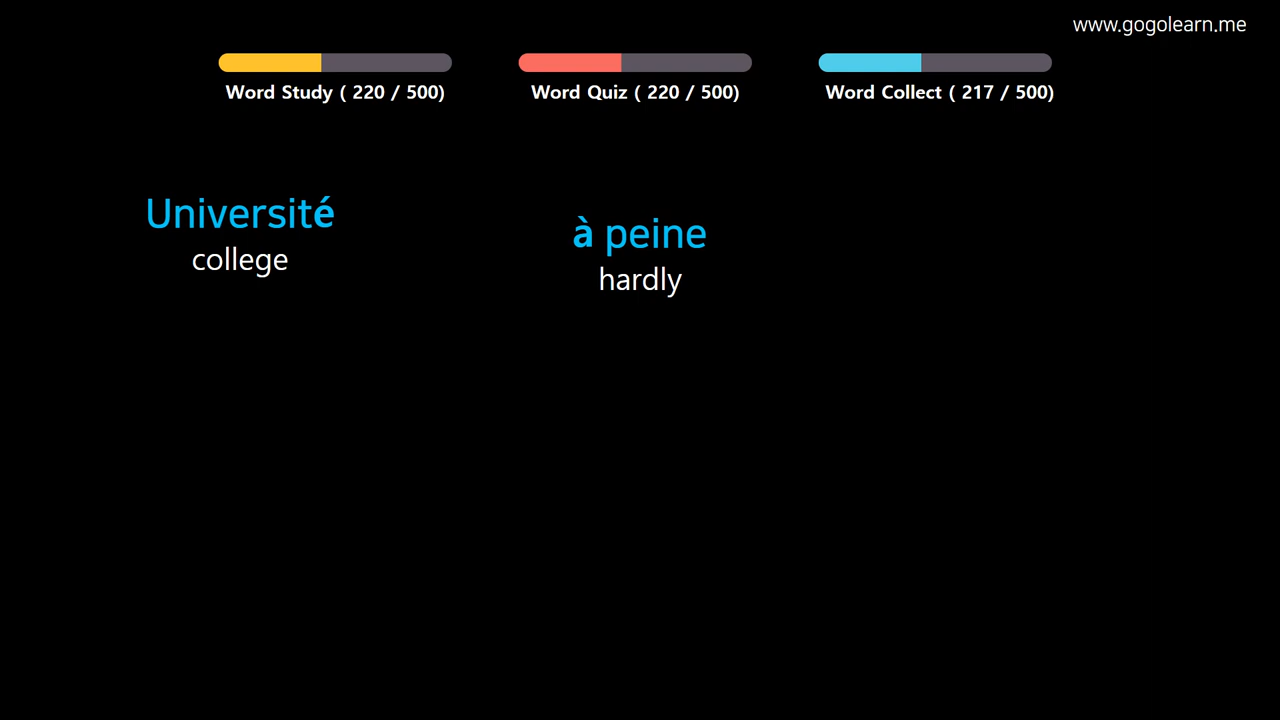 www.gogolearn.me
Word Study ( 220 / 500)
Word Quiz ( 220 / 500)
Word Collect ( 217 / 500)
Université
college
à peine
hardly